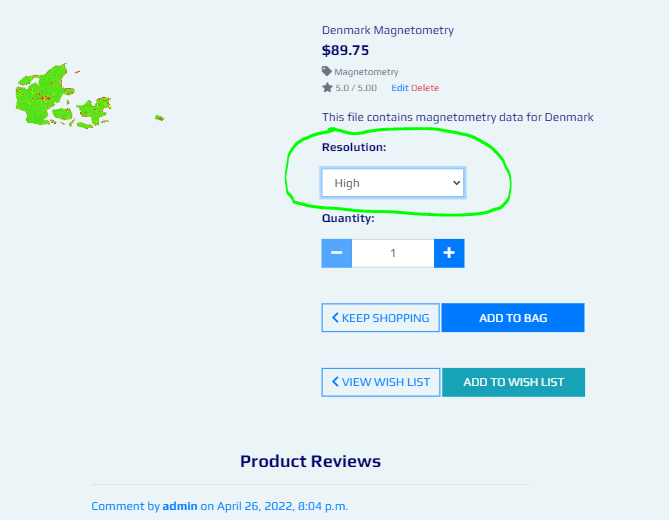 Denmark Magnetometry
$89.75
Magnetometry
5.0 / 5.00 Edit Delete
This file contains magnetometry data for Denmark
Resolution:
High
Quantity:
1
KEEP SHOPPING ADD TO BAG
VIEW WISH LIST ADD TO WISH LIST
Product Reviews
Comment by admin on April 26, 2022, 8:04 p.m.